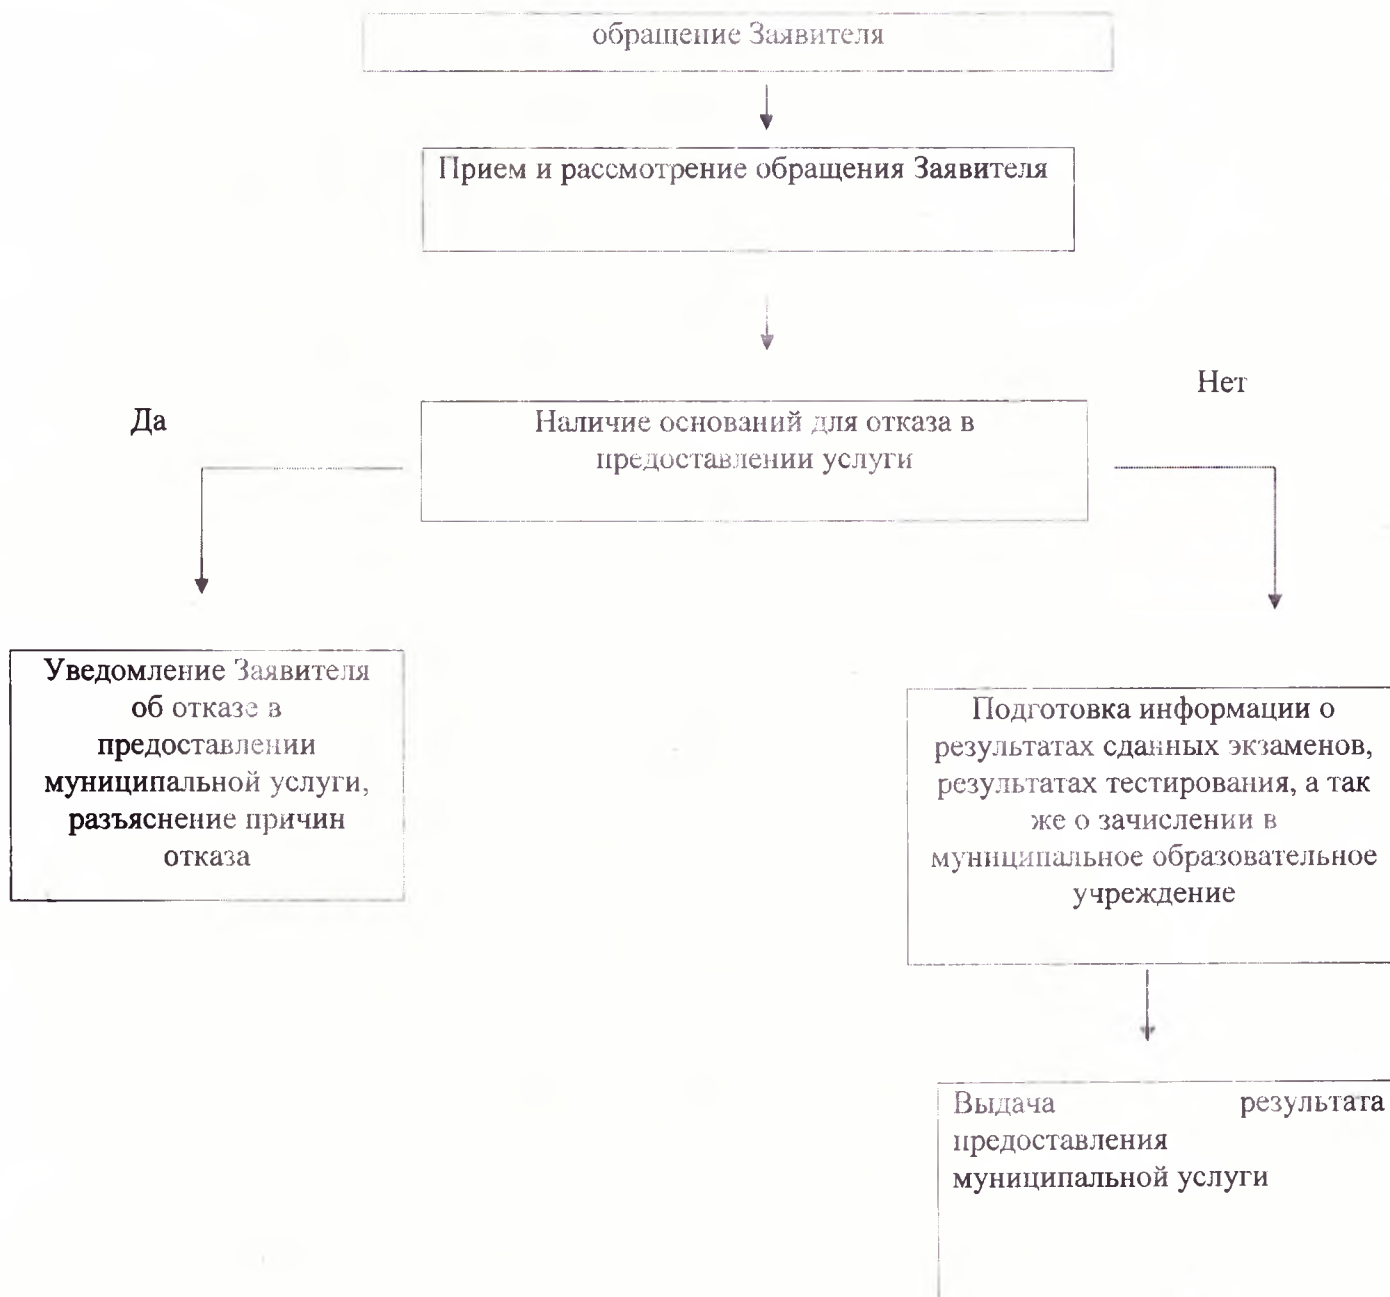 обращение Заявителя
Прием и рассмотрение обращения Заявителя
Нет
Да
Наличие оснований для отказа в
предоставлении услуги
Уведомление Заявителя
об отказе в
предоставлении
муниципальной услуги,
разъяснение причин
отказа
Подготовка информации о
результатах сданных экзаменов,
результатах тестирования, а так
же о зачислении в
муниципальное образовательное
учреждение
Выдача результата
предоставления
муниципальной услуги